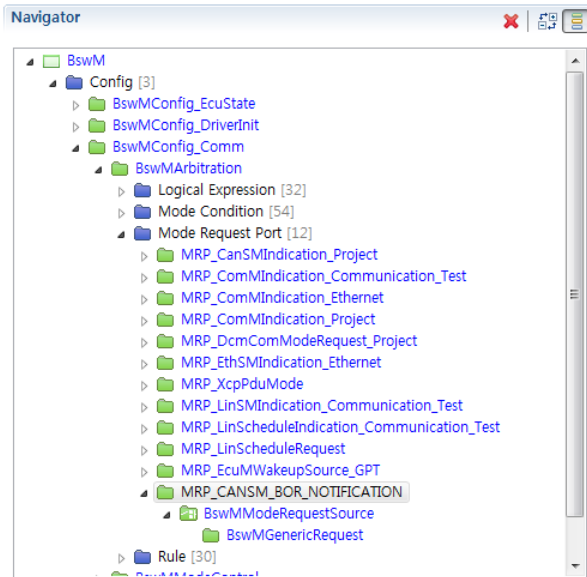 Navigator
BswM
Config [3]
BswMConfig_EcuState
BswMConfig_DriverInit
BswMConfig_Comm
BswMArbitration
Logical Expression [32]
Mode Condition [54]
Mode Request Port [12]
MRP_CanSMIndication_Project
MRP_ComMIndication_Communication_Test
MRP_ComMIndication_Ethernet
MRP_ComMIndication_Project
MRP_DcmComModeRequest_Project
MRP_EthSMIndication_Ethernet
MRP_XcpPduMode
MRP_LinSMIndication_Communication_Test
MRP_LinScheduleIndication_Communication_Test
MRP_LinScheduleRequest
MRP_EcuMWakeupSource_GPT
MRP_CANSM_BOR_NOTIFICATION
BswMModeRequestSource
BswMGenericRequest
Rule [30]
BswMModeControl